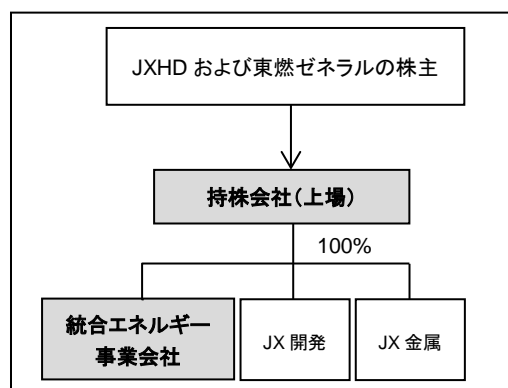 JXHD および東燃ゼネラルの株主
持株会社(上場)
100%
統合エネルギー
事業会社
JX 開発
JX 金属